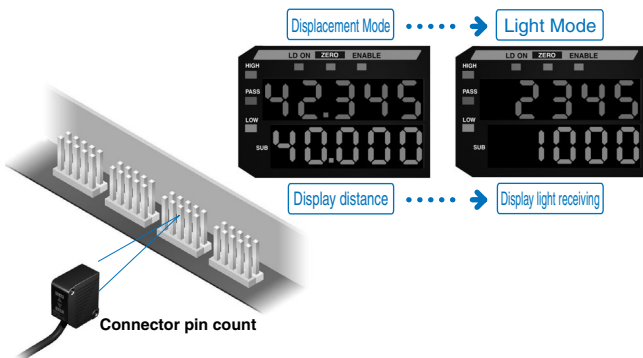 Displacement Mode
Light Mode
LD ON ZERO ENABLE
HIGH
PASS
42.345
LOW
SUB 40.000
LD ON ZERO ENABLE
HIGH
PASS
2345
LOW
SUB 1000
Display distance
Display light receiving
Connector pin count